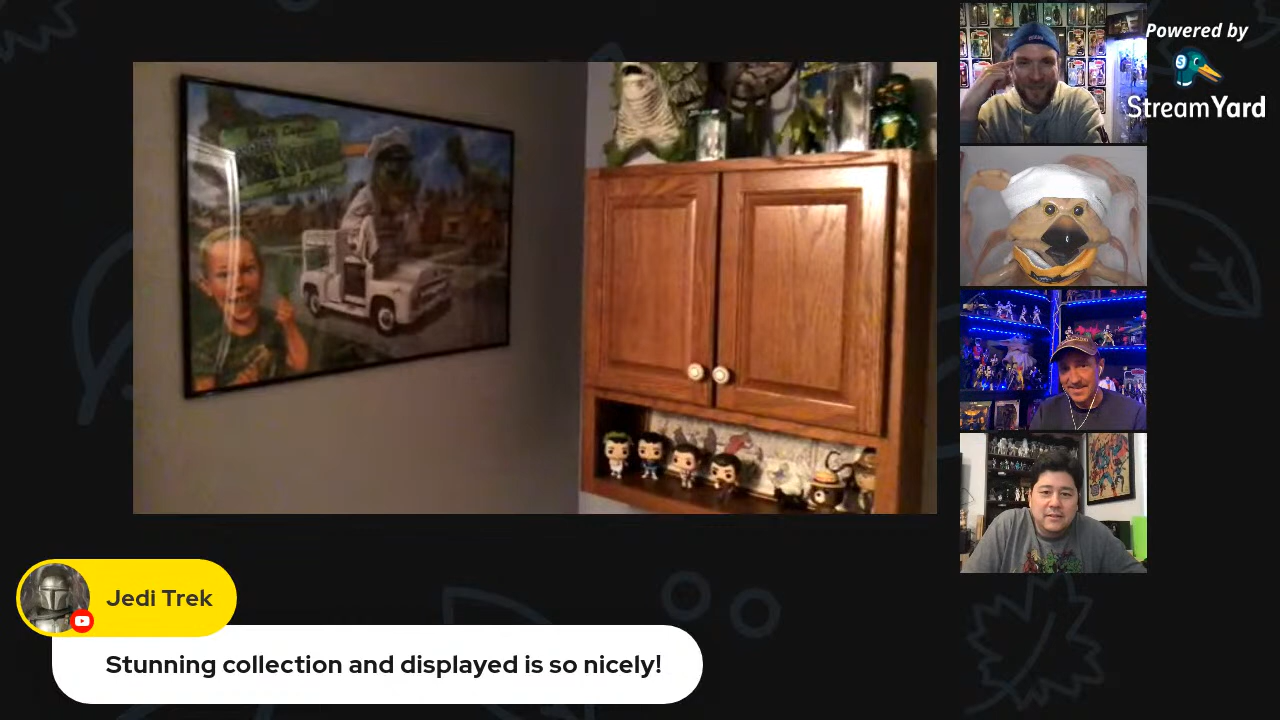 Powered by
StreamYard
Jedi Trek
Stunning collection and displayed is so nicely!